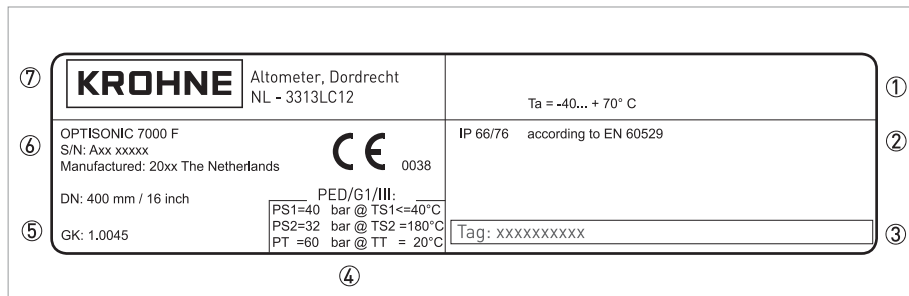 ⑦ KROHNE Altometer, Dordrecht
NL - 3313LC12
Ta = -40... + 70° C ①
⑥ OPTISONIC 7000 F
S/N: Axx xxxxx
Manufactured: 20xx The Netherlands
CE 0038
IP 66/76 according to EN 60529 ②
DN: 400 mm / 16 inch
⑤ GK: 1.0045
PED/G1/III:
PS1=40 bar @ TS1<=40°C
PS2=32 bar @ TS2 =180°C
PT =60 bar @ TT = 20°C
④
Tag: xxxxxxxxxx ③